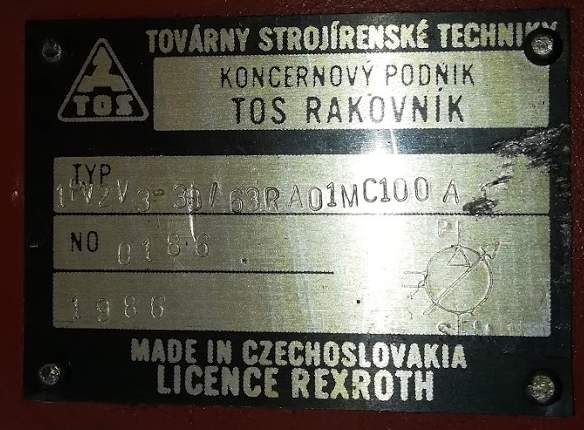 TOVÁRNY STROJÍRENSKÉ TECHNIKY
TOS
KONCERNOVÝ PODNIK
TOS RAKOVNÍK
TYP
1PV2V3-30/63RA01MC100A
NO 0186
1986
MADE IN CZECHOSLOVAKIA
LICENCE REXROTH